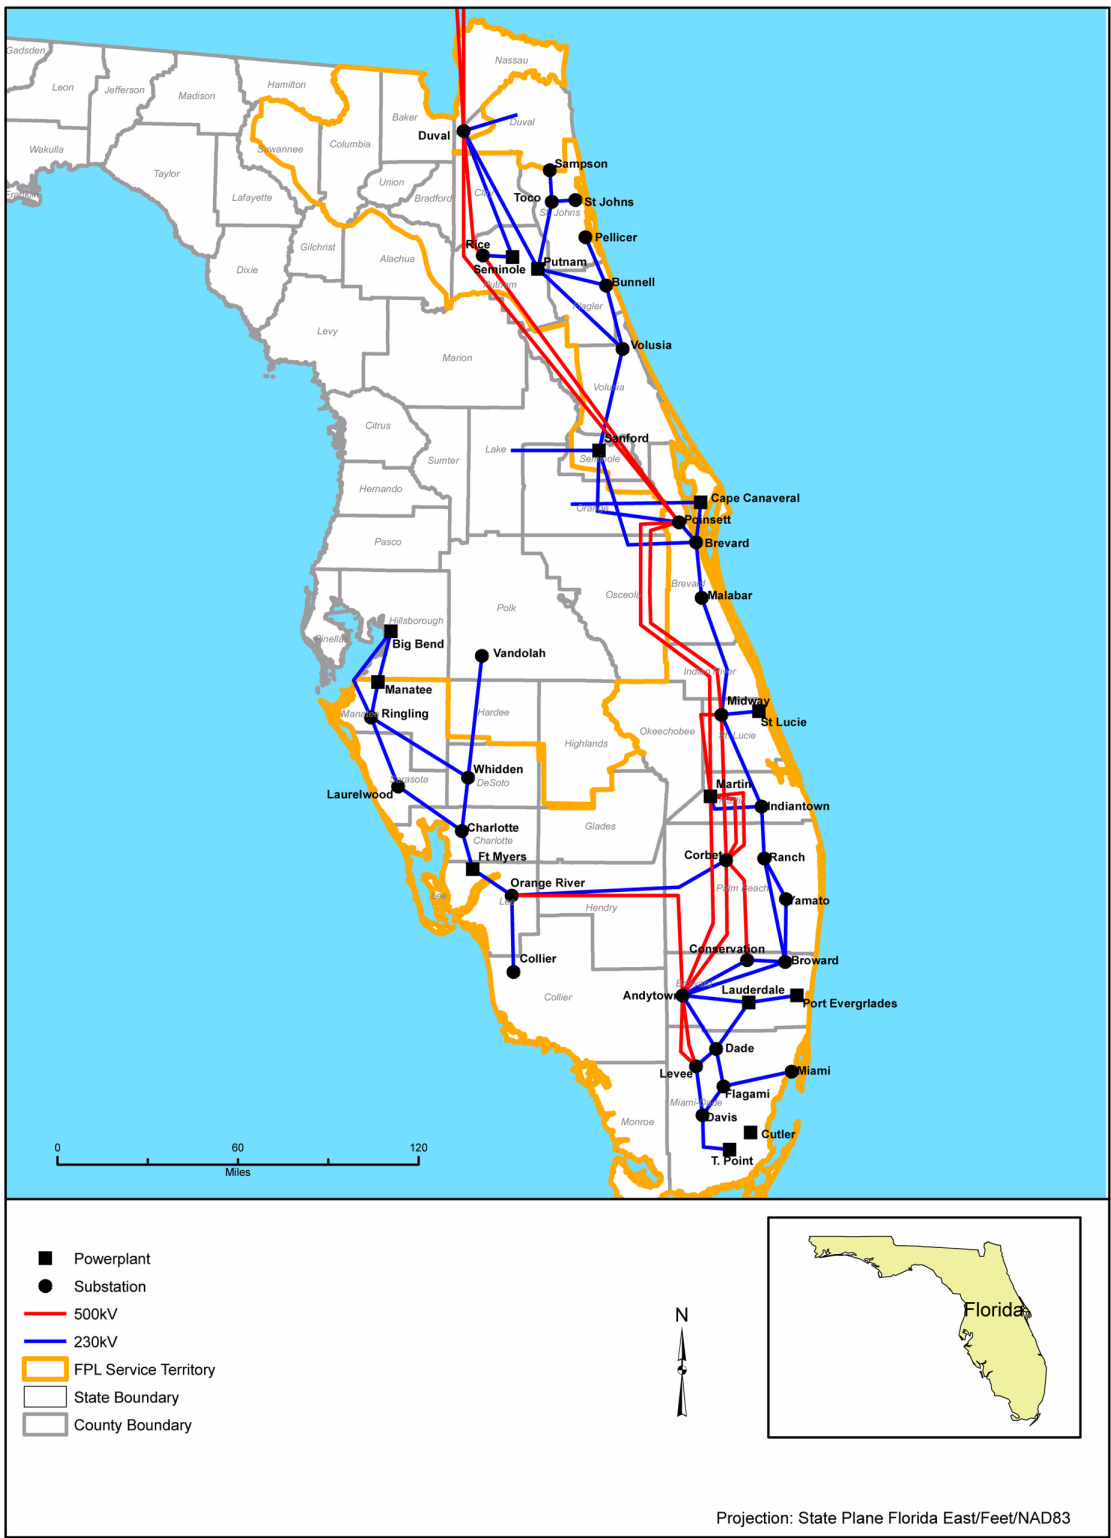 Nassau
Gadsden
Hamilton
Leon
Jefferson
Madison
Baker
Duval
Duval
Columbia
Suwannee
Wakulla
Sampson
Taylor
Union
Clay
Bradford
Toco
St Johns
St Johns
Lafayette
Franklin
Pellicer
Rice
Gilchrist
Alachua
Putnam
Seminole
Dixie
Putnam
Bunnell
Flagler
Levy
Volusia
Marion
Volusia
Citrus
Sanford
Lake
Sumter
Seminole
Hernando
Cape Canaveral
Orange
Poinsett
Pasco
Brevard
Brevard
Osceola
Malabar
Polk
Hillsborough
Pinellas
Big Bend
Vandolah
Indian River
Manatee
Midway
Manatee
Ringling
Hardee
St Lucie
Okeechobee
St. Lucie
Highlands
Whidden
Sarasota
DeSoto
Martin
Laurelwood
Indiantown
Charlotte
Glades
Charlotte
Ft Myers
Corbet
Ranch
Orange River
Palm Beach
Lee
Lee
Yamato
Hendry
Conservation
Collier
Broward
Broward
Lauderdale
Andytown
Collier
Port Evergrlades
Dade
Levee
Miami
Flagami
Miami-Dade
Davis
Monroe
Cutler
T. Point
0 60 120
Miles
Powerplant
Substation
500kV
230kV
FPL Service Territory
State Boundary
County Boundary
N
Florida
Projection: State Plane Florida East/Feet/NAD83